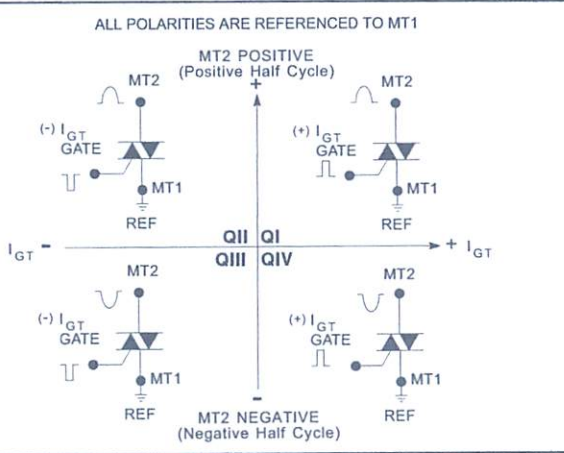 ALL POLARITIES ARE REFERENCED TO MT1
MT2 POSITIVE
(Positive Half Cycle)
+
MT2
(-) IGT
GATE
MT1
REF
MT2
(+) IGT
GATE
MT1
REF
IGT -
QII QI
QIII QIV
+ IGT
MT2
(-) IGT
GATE
MT1
REF
MT2
(+) IGT
GATE
MT1
REF
-
MT2 NEGATIVE
(Negative Half Cycle)